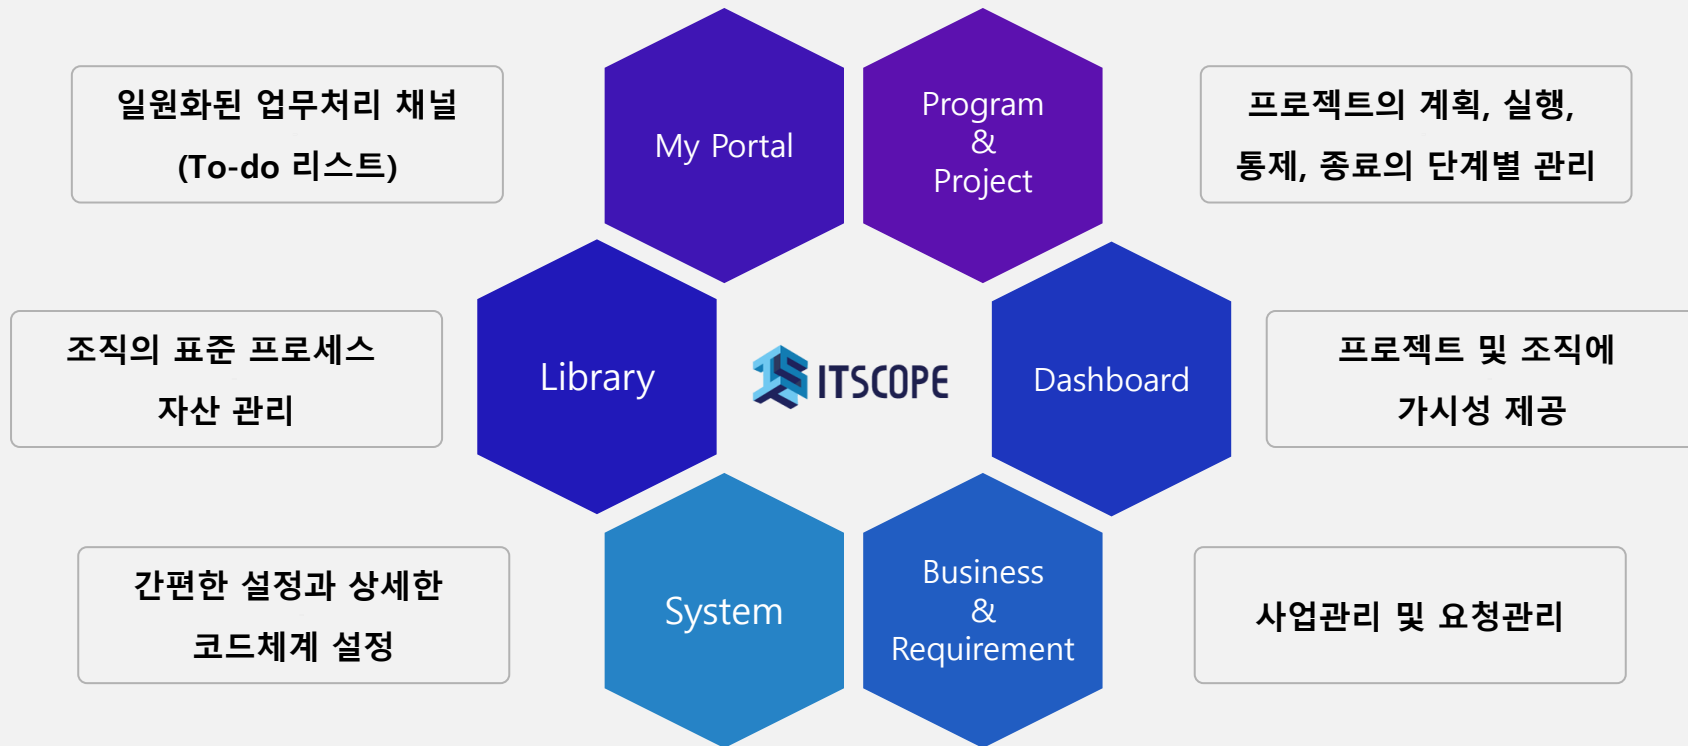 일원화된 업무처리 채널
(To-do 리스트)
My Portal
Program
&
Project
프로젝트의 계획, 실행,
통제, 종료의 단계별 관리
조직의 표준 프로세스
자산 관리
Library
ITSCOPE
Dashboard
프로젝트 및 조직에
가시성 제공
간편한 설정과 상세한
코드체계 설정
System
Business
&
Requirement
사업관리 및 요청관리